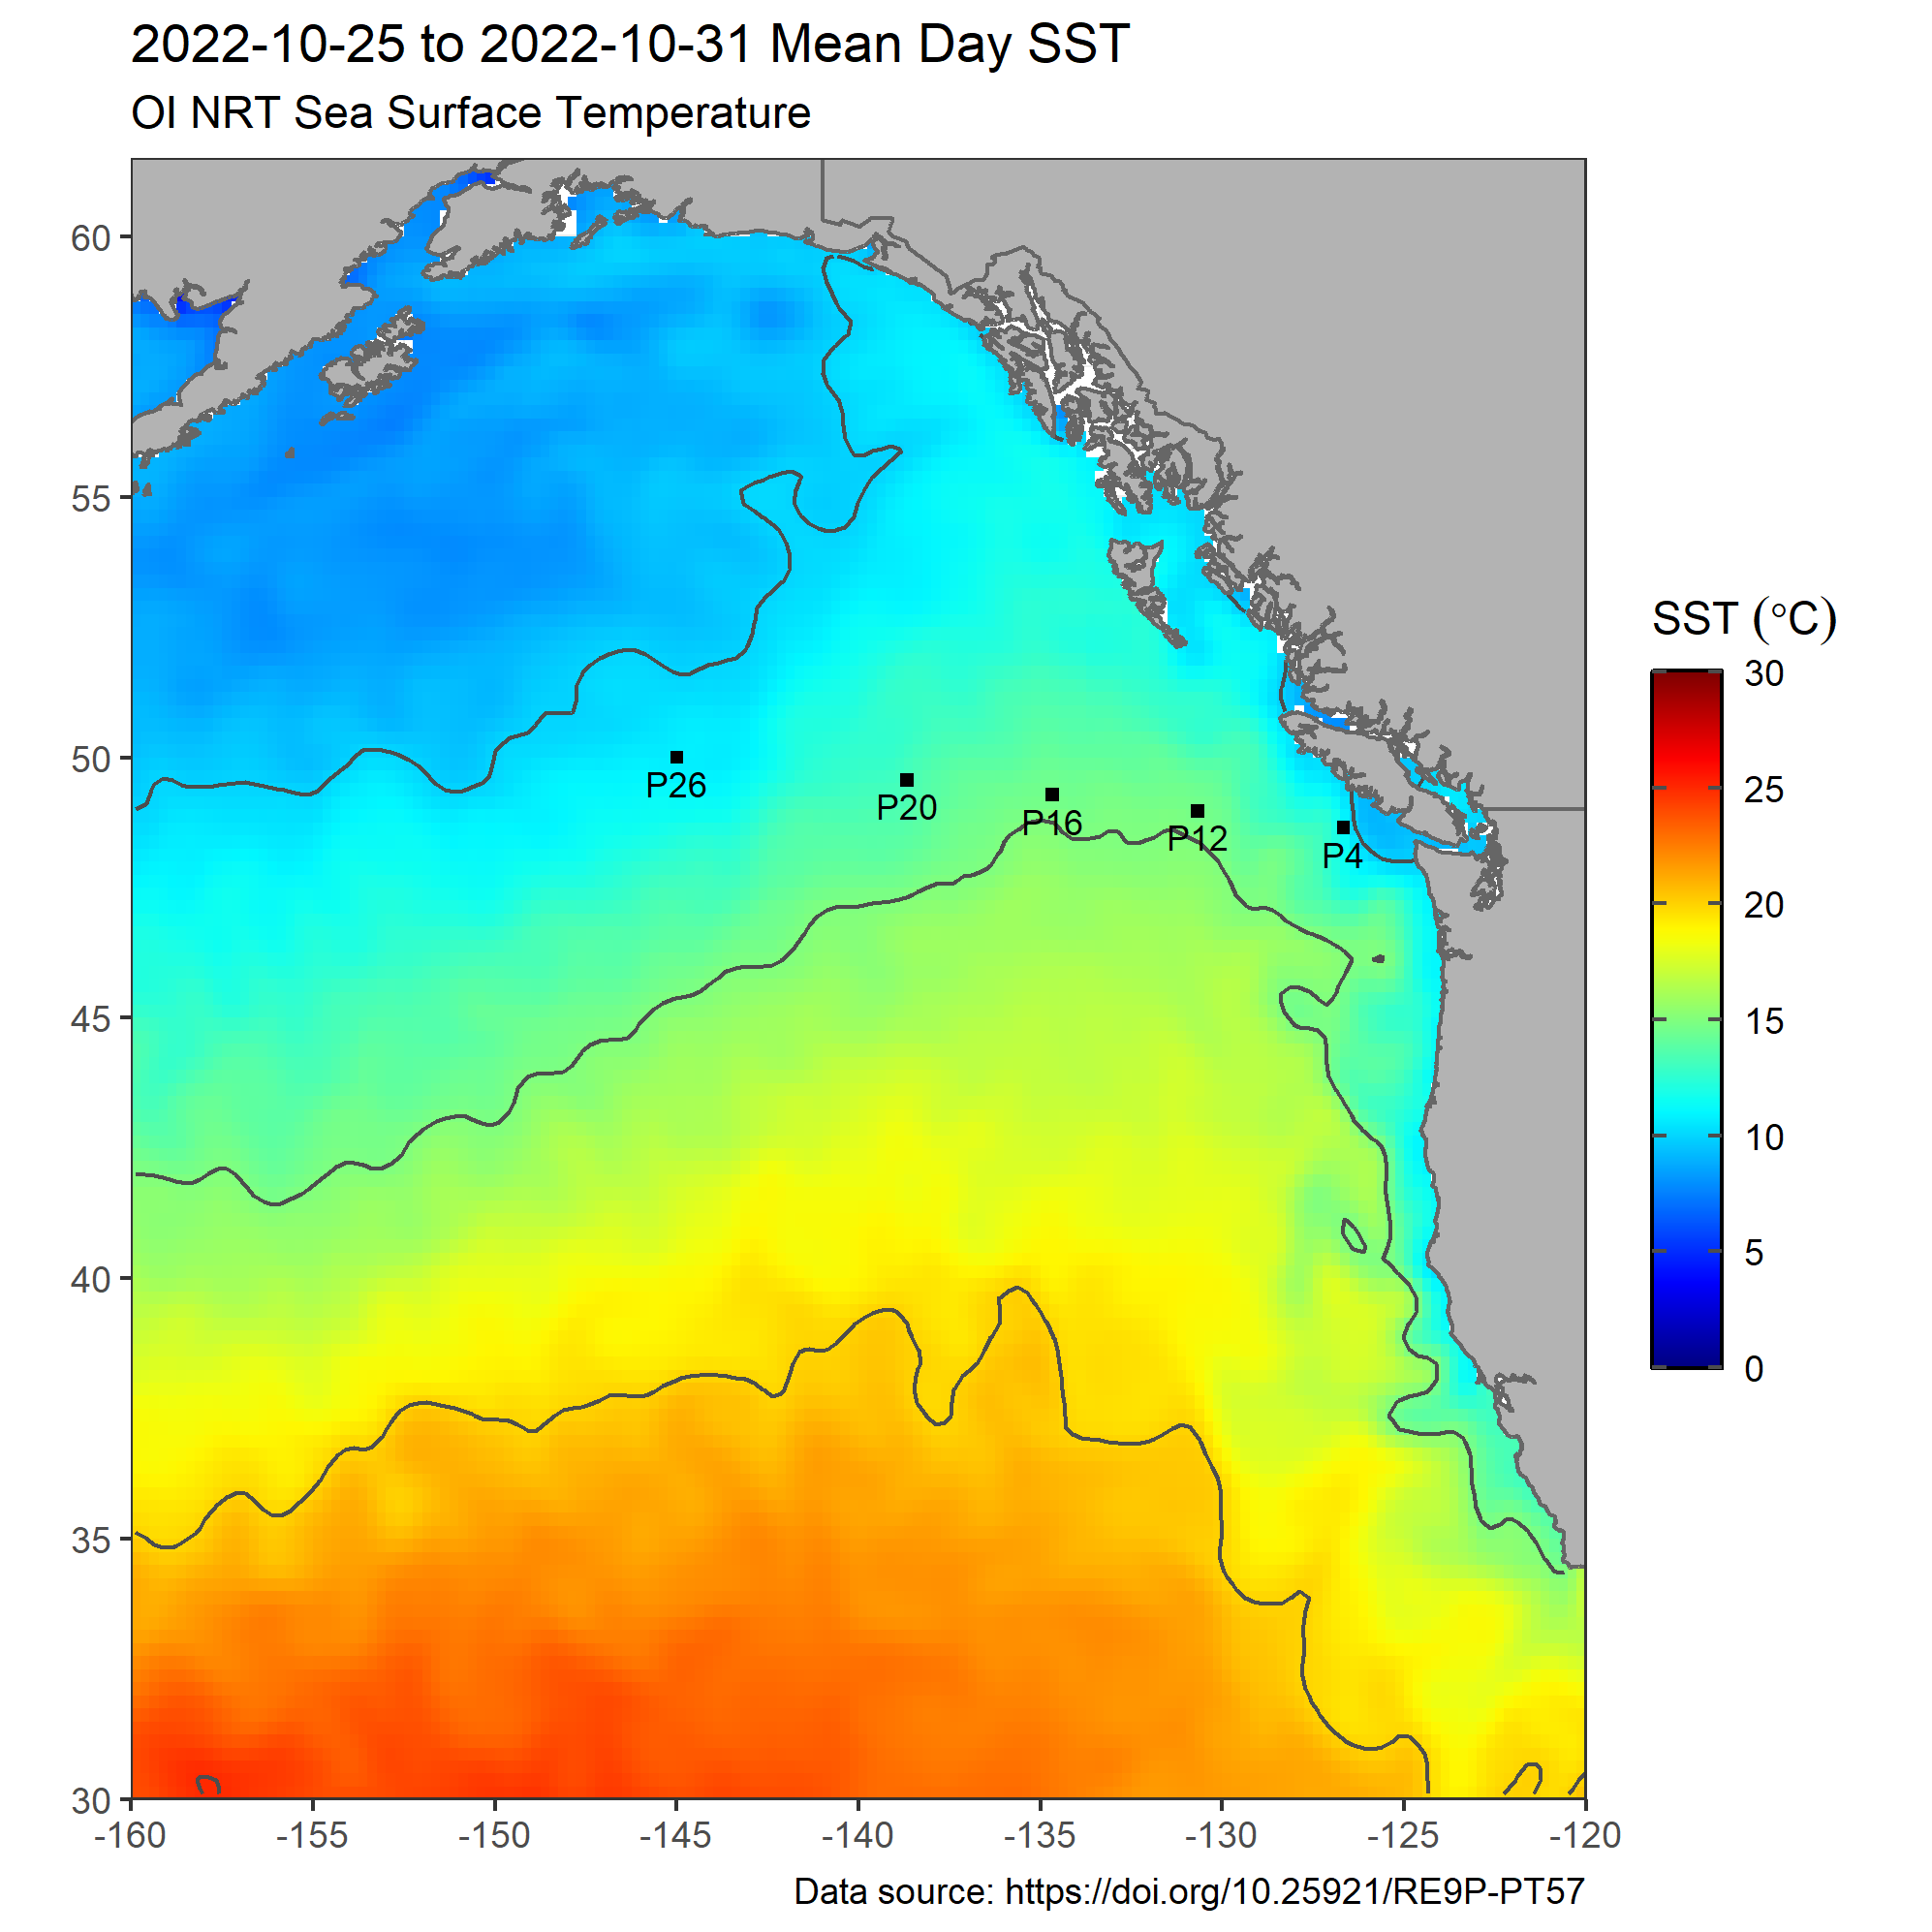 2022-10-25 to 2022-10-31 Mean Day SST
OI NRT Sea Surface Temperature
60
55
50
45
40
35
30
P26
P20
P16
P12
P4
-160
-155
-150
-145
-140
-135
-130
-125
-120
SST (°C)
30
25
20
15
10
5
0
Data source: https://doi.org/10.25921/RE9P-PT57